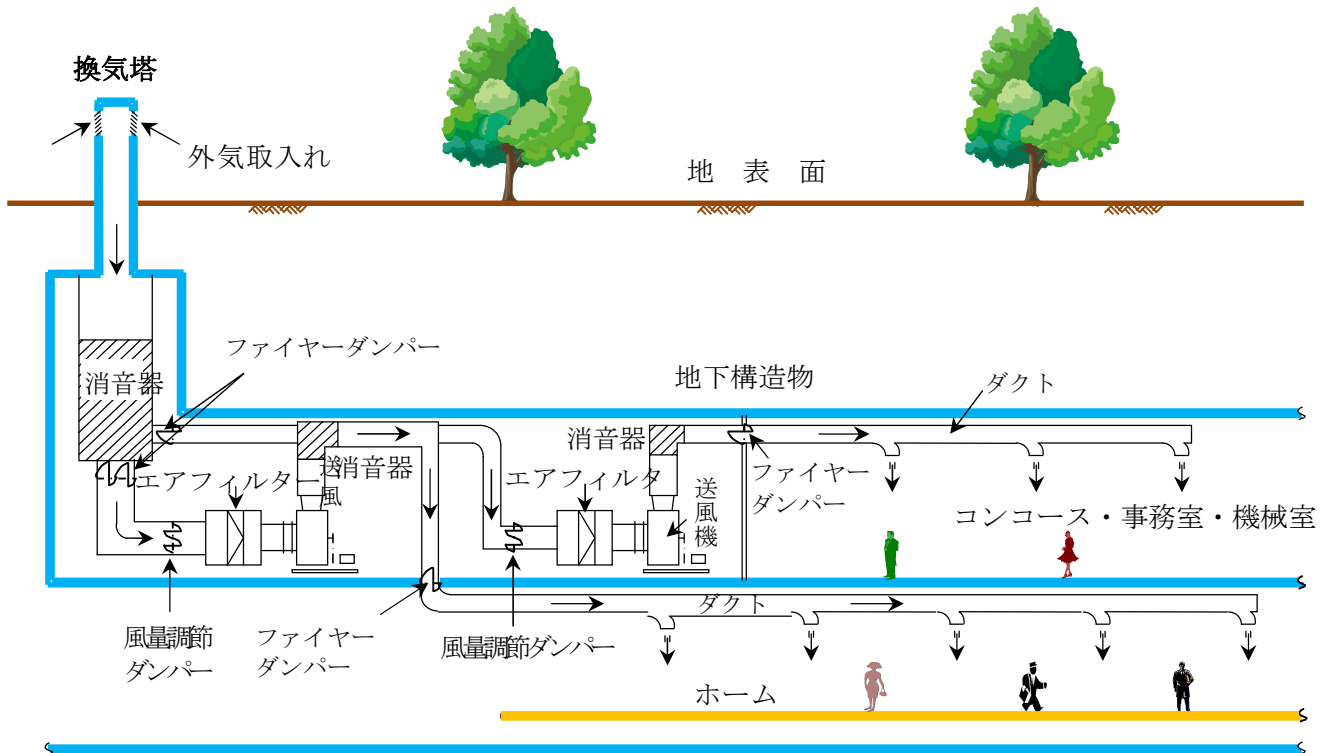 換気塔
外気取入れ
地 表 面
ファイヤーダンパー
消音器
地下構造物
ダクト
消音器
消音器
ファイヤー
ダンパー
エアフィルター
送
風
エアフィルタ
送
風
機
コンコース・事務室・機械室
ダクト
風量調節
ダンパー
ファイヤー
ダンパー
風量調節ダンパー
ホーム